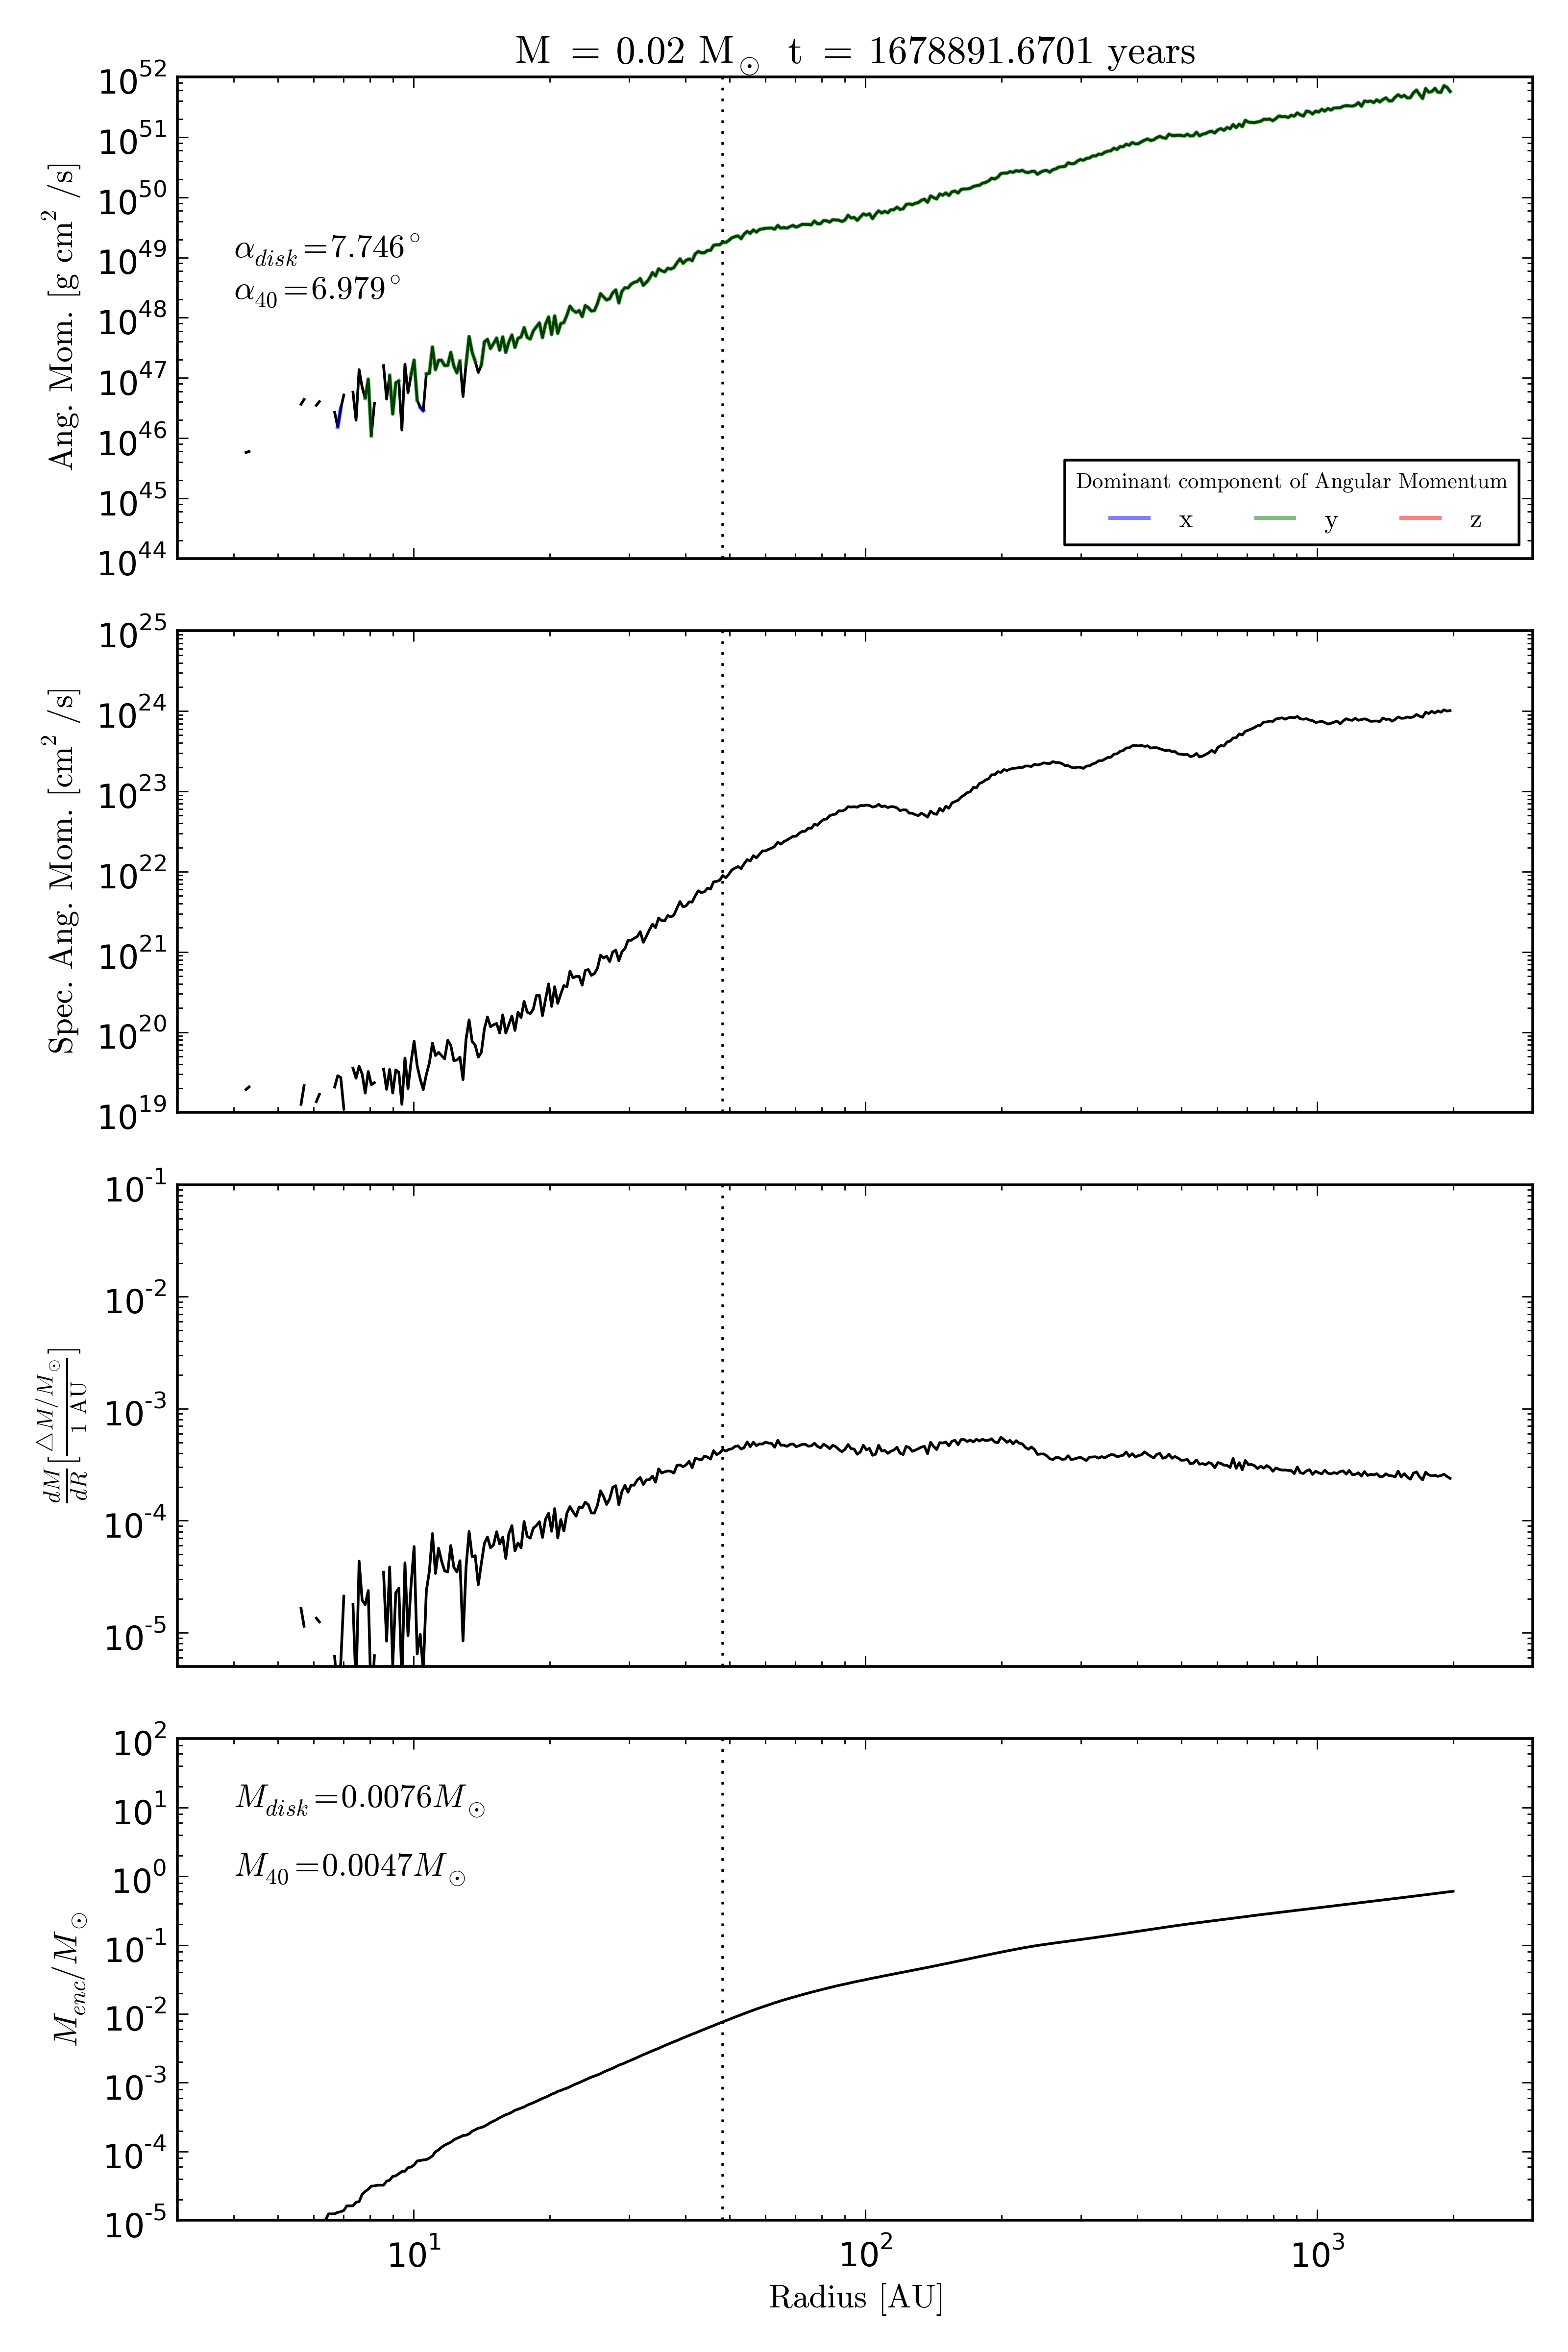 M = 0.02 M⊙ t = 1678891.6701 years
10^52
10^51
10^50
10^49
10^48
10^47
10^46
10^45
10^44
Ang. Mom. [g cm^2 /s]
α_disk = 7.746°
α_40 = 6.979°
Dominant component of Angular Momentum
x y z
10^25
10^24
10^23
10^22
10^21
10^20
10^19
Spec. Ang. Mom. [cm^2 /s]
10^-1
10^-2
10^-3
10^-4
10^-5
dM/dR [△M/M⊙ / 1 AU]
10^2
10^1
10^0
10^-1
10^-2
10^-3
10^-4
10^-5
M_enc/M⊙
M_disk = 0.0076M⊙
M_40 = 0.0047M⊙
10^1 10^2 10^3
Radius [AU]